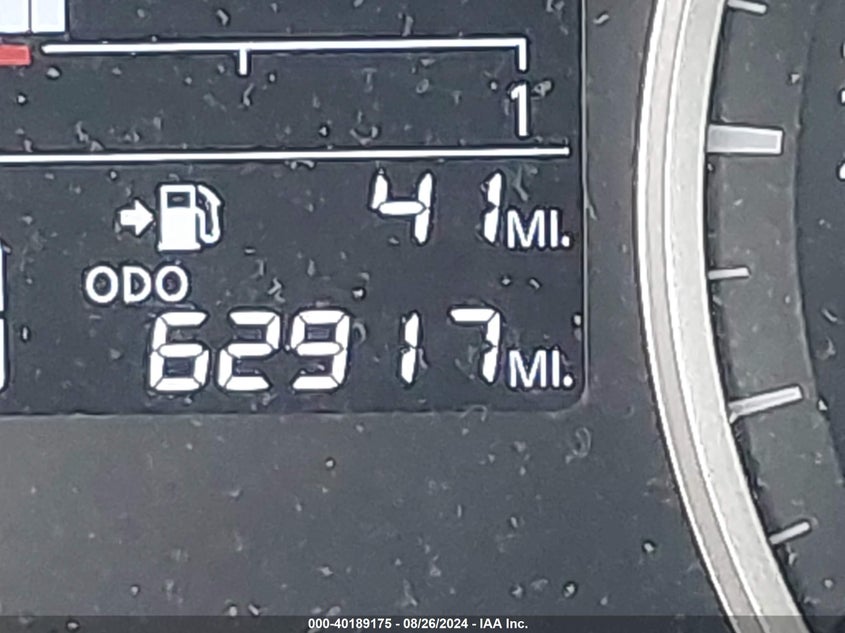 1
41 MI.
ODO
62917 MI.
000-40189175 - 08/26/2024 - IAA Inc.